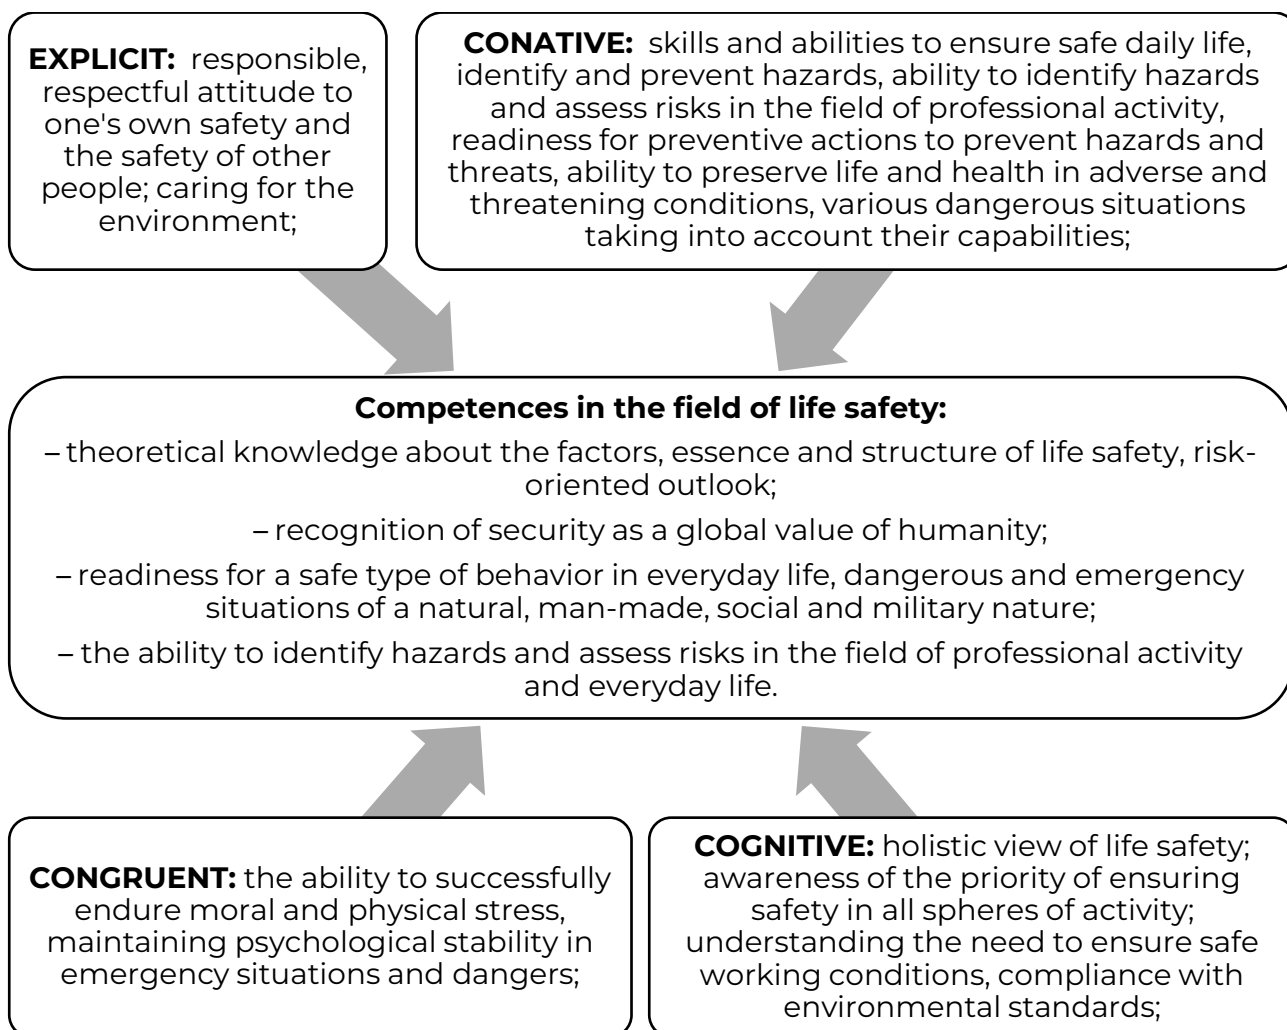 EXPLICIT: responsible,
respectful attitude to
one's own safety and
the safety of other
people; caring for the
environment;
CONATIVE: skills and abilities to ensure safe daily life,
identify and prevent hazards, ability to identify hazards
and assess risks in the field of professional activity,
readiness for preventive actions to prevent hazards and
threats, ability to preserve life and health in adverse and
threatening conditions, various dangerous situations
taking into account their capabilities;
Competences in the field of life safety:
– theoretical knowledge about the factors, essence and structure of life safety, risk-
oriented outlook;
– recognition of security as a global value of humanity;
– readiness for a safe type of behavior in everyday life, dangerous and emergency
situations of a natural, man-made, social and military nature;
– the ability to identify hazards and assess risks in the field of professional activity
and everyday life.
CONGRUENT: the ability to successfully
endure moral and physical stress,
maintaining psychological stability in
emergency situations and dangers;
COGNITIVE: holistic view of life safety;
awareness of the priority of ensuring
safety in all spheres of activity;
understanding the need to ensure safe
working conditions, compliance with
environmental standards;